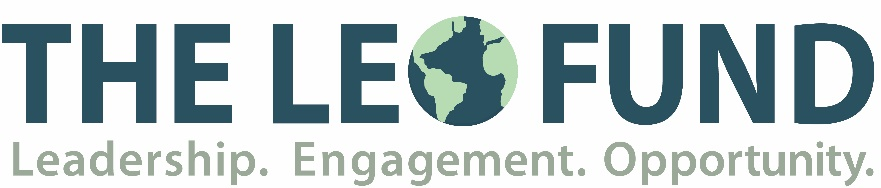 THE LEO FUND
Leadership. Engagement. Opportunity.